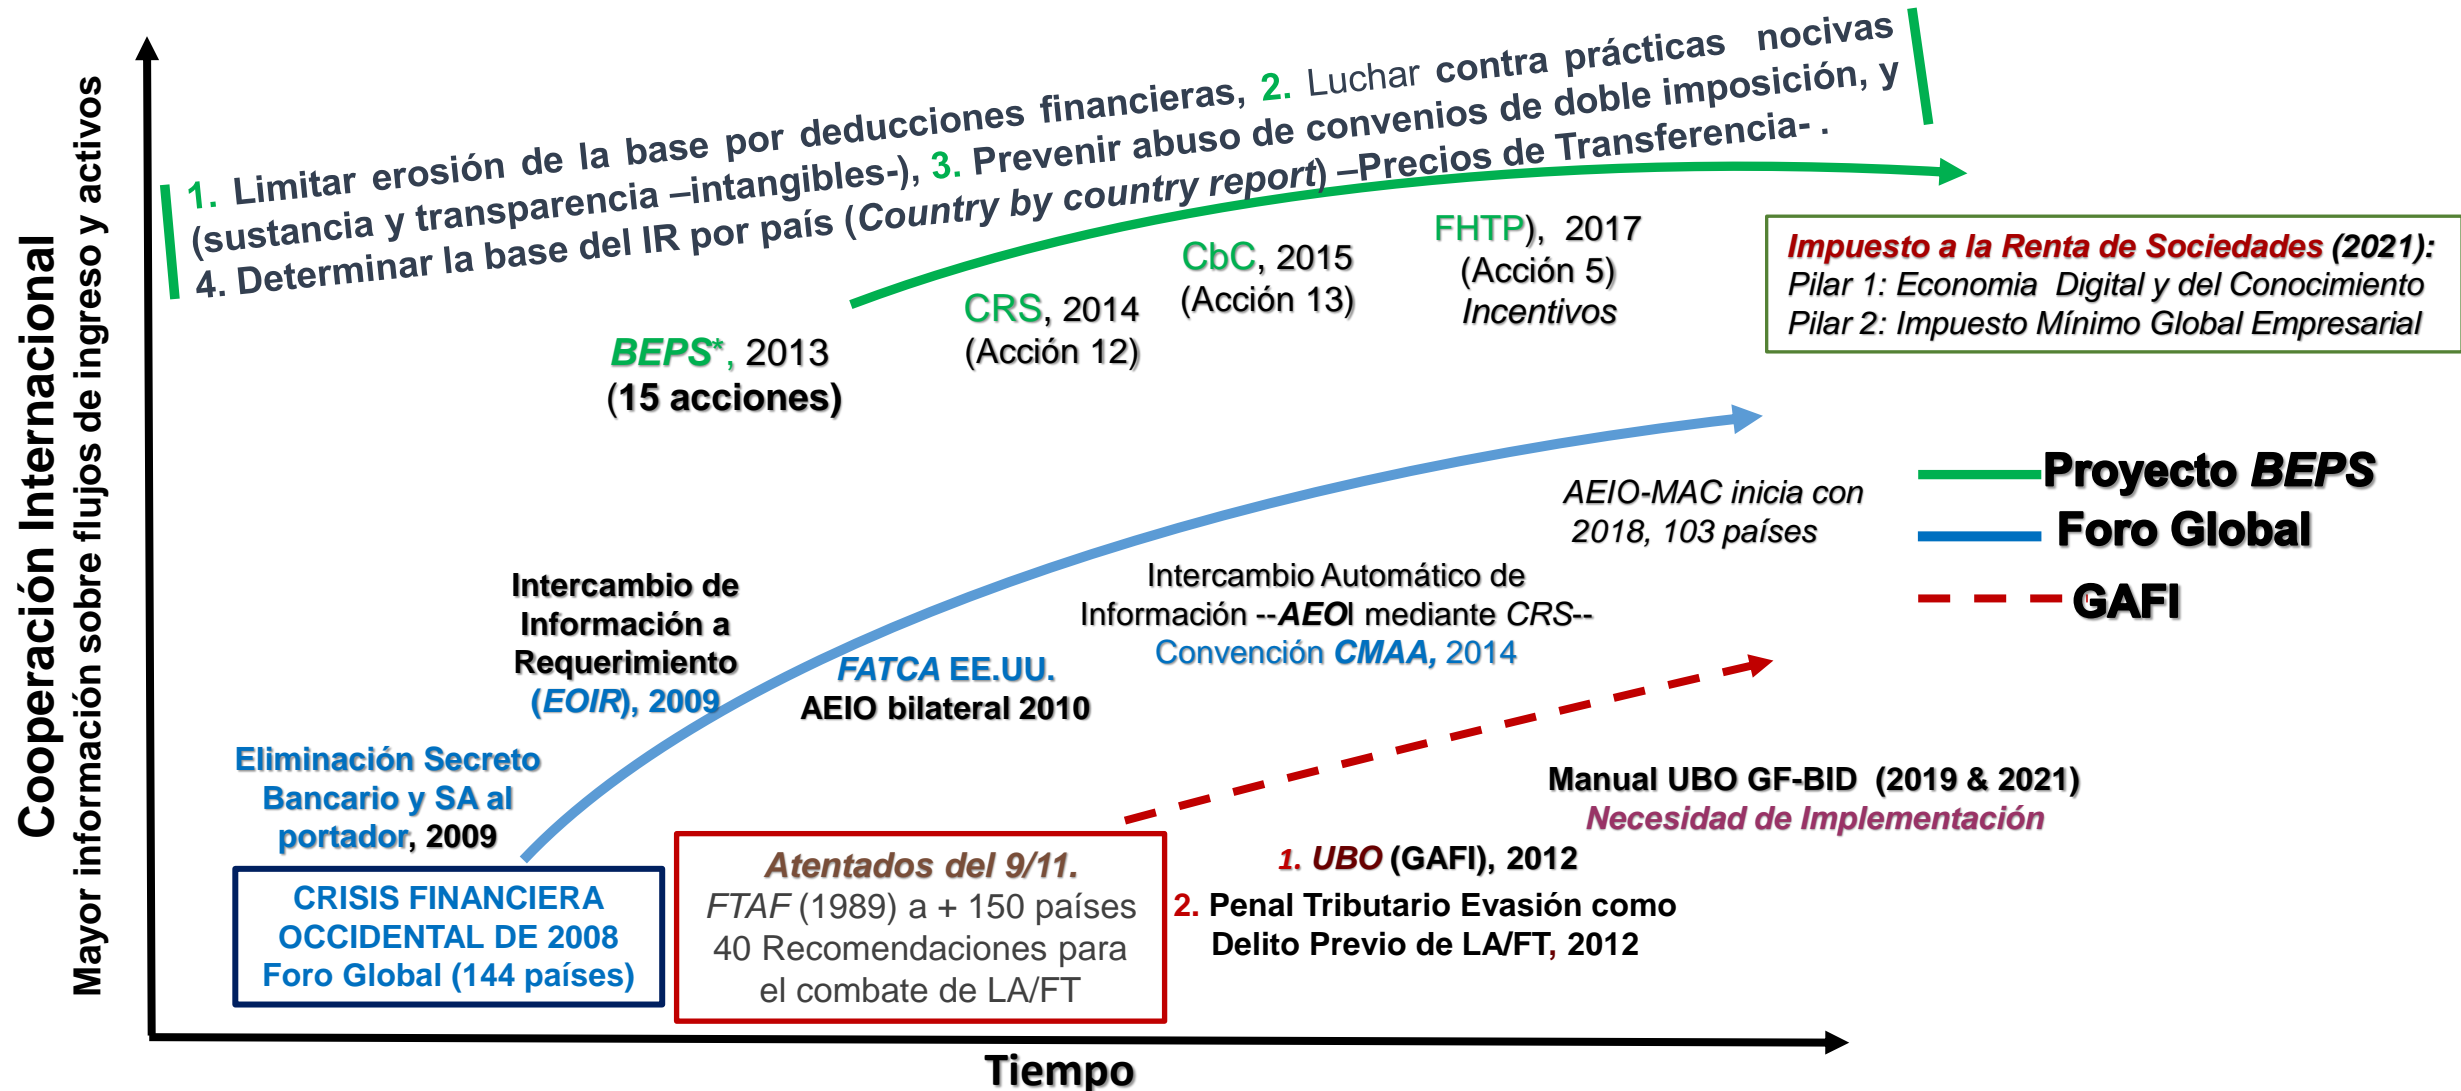 Cooperación Internacional
Mayor información sobre flujos de ingreso y activos
1. Limitar erosión de la base por deducciones financieras, 2. Luchar contra prácticas nocivas
(sustancia y transparencia –intangibles-), 3. Prevenir abuso de convenios de doble imposición, y
4. Determinar la base del IR por país (Country by country report) –Precios de Transferencia- .
BEPS*, 2013
(15 acciones)
CRS, 2014
(Acción 12)
CbC, 2015
(Acción 13)
FHTP), 2017
(Acción 5)
Incentivos
Impuesto a la Renta de Sociedades (2021):
Pilar 1: Economia Digital y del Conocimiento
Pilar 2: Impuesto Mínimo Global Empresarial
Proyecto BEPS
Foro Global
GAFI
AEIO-MAC inicia con
2018, 103 países
Intercambio de
Información a
Requerimiento
(EOIR), 2009
FATCA EE.UU.
AEIO bilateral 2010
Intercambio Automático de
Información --AEOI mediante CRS--
Convención CMAA, 2014
Eliminación Secreto
Bancario y SA al
portador, 2009
CRISIS FINANCIERA
OCCIDENTAL DE 2008
Foro Global (144 países)
Atentados del 9/11.
FTAF (1989) a + 150 países
40 Recomendaciones para
el combate de LA/FT
Manual UBO GF-BID (2019 & 2021)
Necesidad de Implementación
1. UBO (GAFI), 2012
2. Penal Tributario Evasión como
Delito Previo de LA/FT, 2012
Tiempo